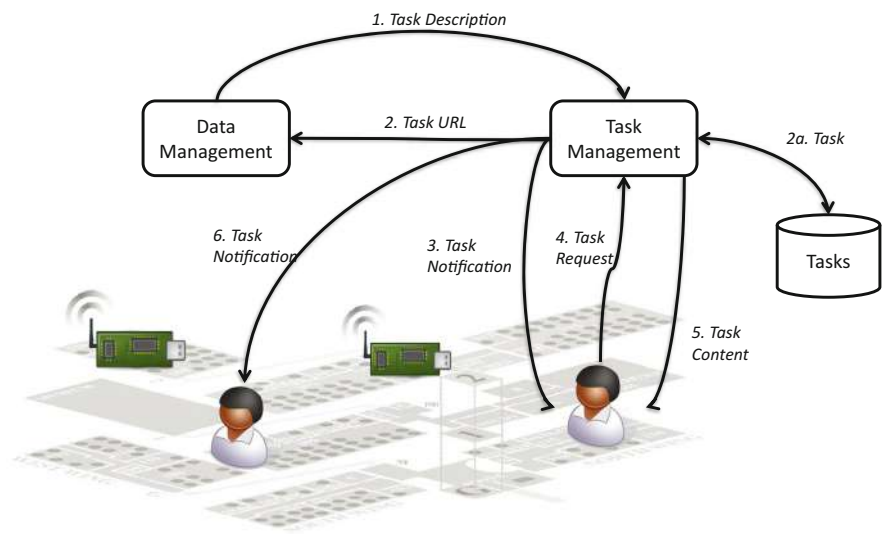 1. Task Description
Data
Management
2. Task URL
Task
Management
2a. Task
6. Task
Notification
3. Task
Notification
4. Task
Request
Tasks
5. Task
Content